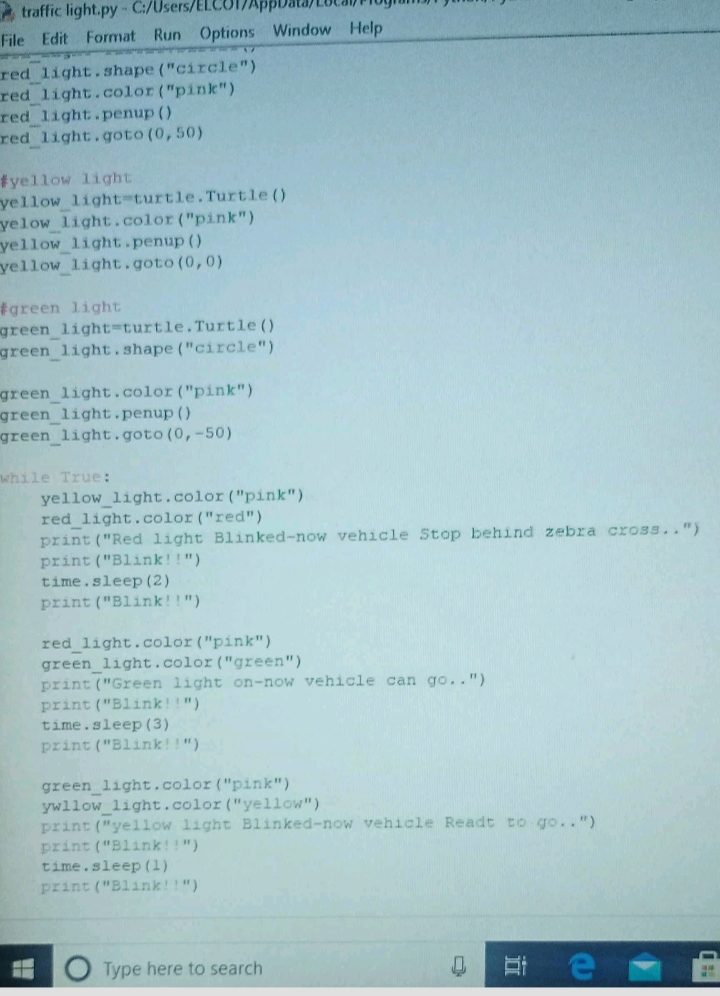 traffic light.py - C:/Users/ELCOT/AppData/Local/Programs/Python/
File Edit Format Run Options Window Help
red_light.shape("circle")
red_light.color("pink")
red_light.penup()
red_light.goto(0,50)
#yellow light
yellow_light=turtle.Turtle()
yelow_light.color("pink")
yellow_light.penup()
yellow_light.goto(0,0)
#green light
green_light=turtle.Turtle()
green_light.shape("circle")
green_light.color("pink")
green_light.penup()
green_light.goto(0,-50)
while True:
yellow_light.color("pink")
red_light.color("red")
print("Red light Blinked-now vehicle Stop behind zebra cross..")
print("Blink!!")
time.sleep(2)
print("Blink!!")
red_light.color("pink")
green_light.color("green")
print("Green light on-now vehicle can go..")
print("Blink!!")
time.sleep(3)
print("Blink!!")
green_light.color("pink")
ywllow_light.color("yellow")
print("yellow light Blinked-now vehicle Readt to go..")
print("Blink!!")
time.sleep(1)
print("Blink!!")
Type here to search